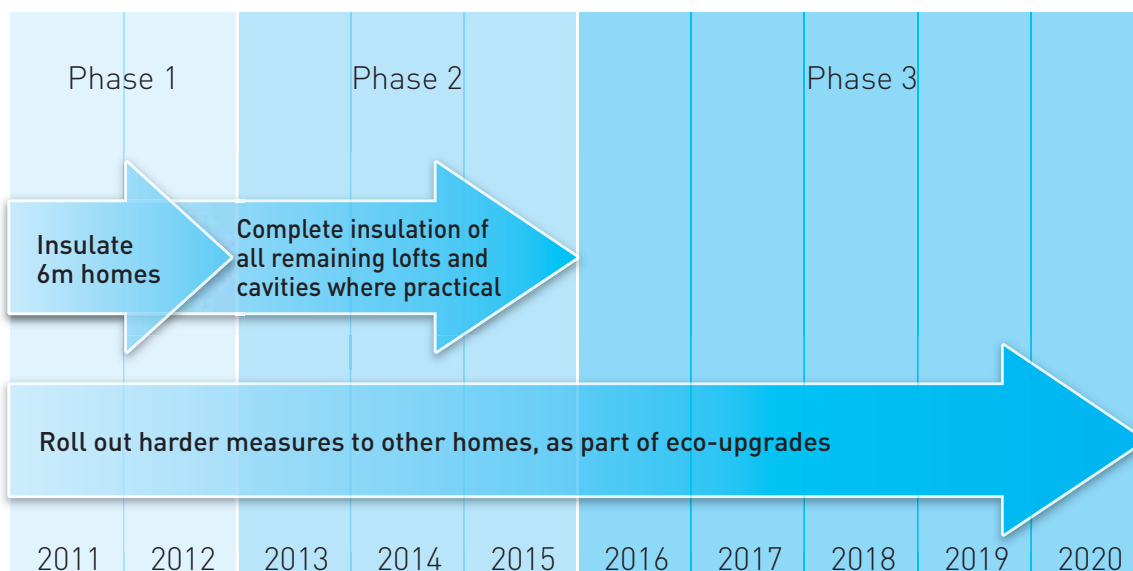 Phase 1 Phase 2 Phase 3
Insulate
6m homes
Complete insulation of
all remaining lofts and
cavities where practical
Roll out harder measures to other homes, as part of eco-upgrades
2011 2012 2013 2014 2015 2016 2017 2018 2019 2020